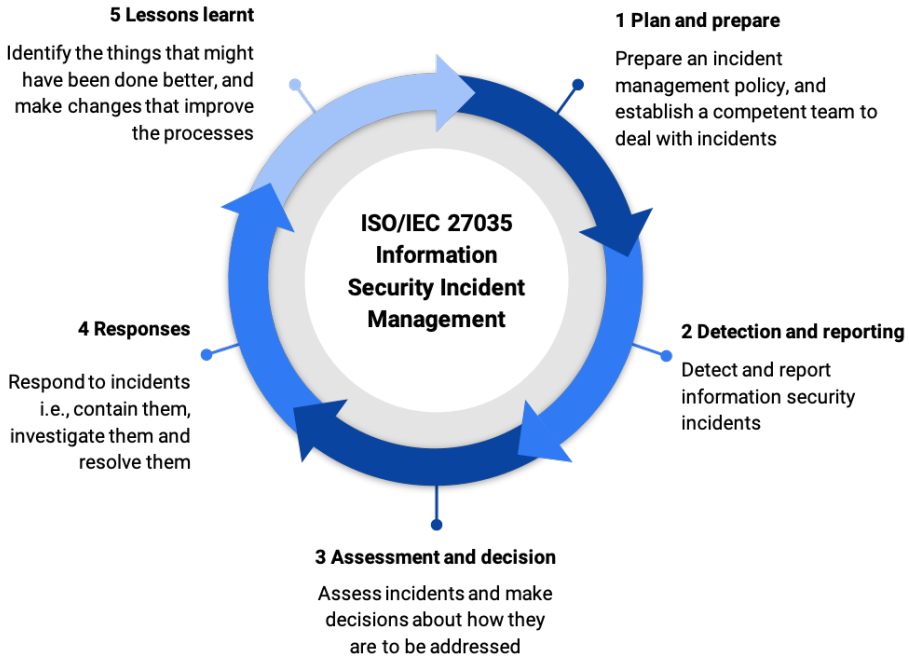 5 Lessons learnt
Identify the things that might
have been done better, and
make changes that improve
the processes
1 Plan and prepare
Prepare an incident
management policy, and
establish a competent team to
deal with incidents
ISO/IEC 27035
Information
Security Incident
Management
4 Responses
Respond to incidents
i.e., contain them,
investigate them and
resolve them
2 Detection and reporting
Detect and report
information security
incidents
3 Assessment and decision
Assess incidents and make
decisions about how they
are to be addressed